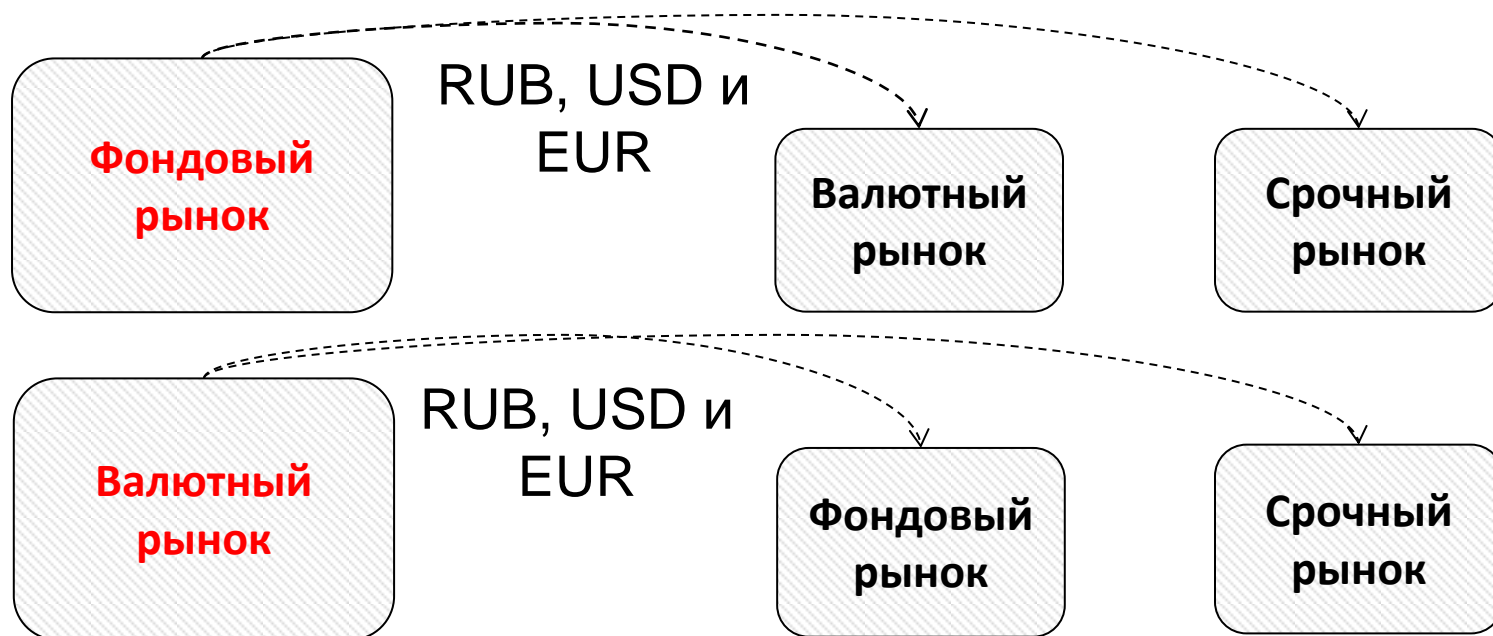 RUB, USD и
EUR
Фондовый
рынок
Валютный
рынок
Срочный
рынок
RUB, USD и
EUR
Валютный
рынок
Фондовый
рынок
Срочный
рынок